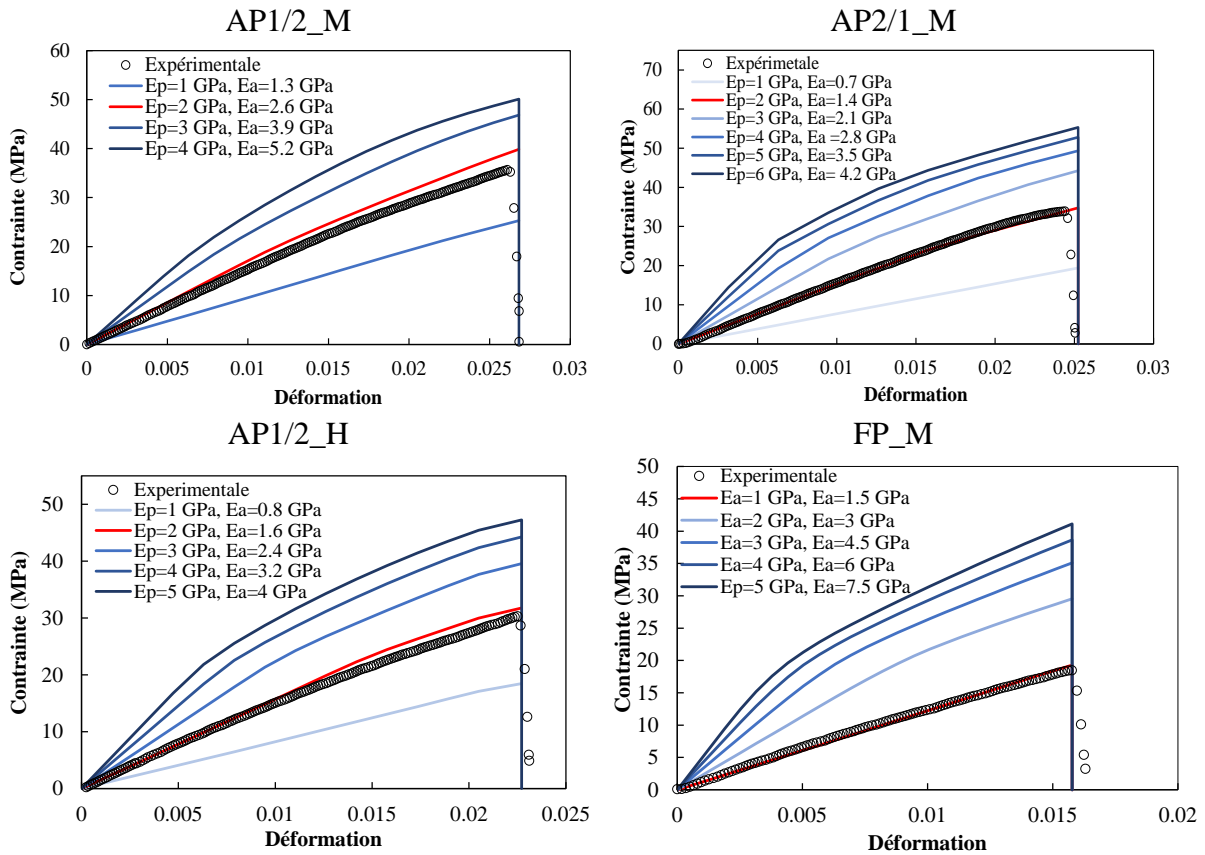 AP1/2_M
60
50
40
30
20
10
0
Contrainte (MPa)
Expérimentale
Ep=1 GPa, Ea=1.3 GPa
Ep=2 GPa, Ea=2.6 GPa
Ep=3 GPa, Ea=3.9 GPa
Ep=4 GPa, Ea=5.2 GPa
0 0.005 0.01 0.015 0.02 0.025 0.03
Déformation
AP2/1_M
70
60
50
40
30
20
10
0
Contrainte (MPa)
Expérimetale
Ep=1 GPa, Ea=0.7 GPa
Ep=2 GPa, Ea=1.4 GPa
Ep=3 GPa, Ea=2.1 GPa
Ep=4 GPa, Ea =2.8 GPa
Ep=5 GPa, Ea=3.5 GPa
Ep=6 GPa, Ea= 4.2 GPa
0 0.005 0.01 0.015 0.02 0.025 0.03
Déformation
AP1/2_H
50
40
30
20
10
0
Contrainte (MPa)
Experimentale
Ep=1 GPa, Ea=0.8 GPa
Ep=2 GPa, Ea=1.6 GPa
Ep=3 GPa, Ea=2.4 GPa
Ep=4 GPa, Ea=3.2 GPa
Ep=5 GPa, Ea=4 GPa
0 0.005 0.01 0.015 0.02 0.025
Déformation
FP_M
50
45
40
35
30
25
20
15
10
5
0
Contrainte (MPa)
Experimentale
Ea=1 GPa, Ea=1.5 GPa
Ea=2 GPa, Ea=3 GPa
Ea=3 GPa, Ea=4.5 GPa
Ea=4 GPa, Ea=6 GPa
Ep=5 GPa, Ea=7.5 GPa
0 0.005 0.01 0.015 0.02
Déformation